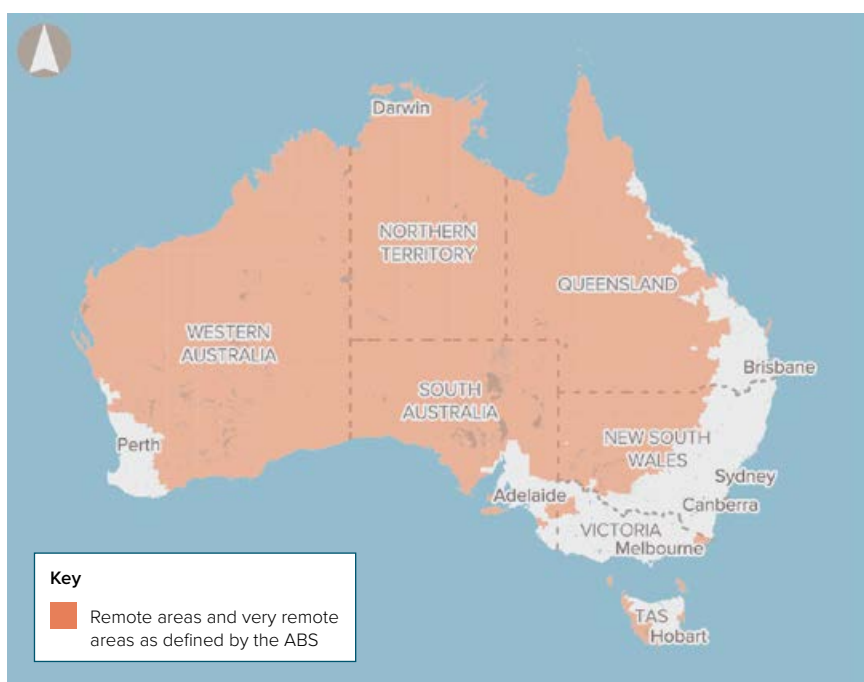 Darwin
NORTHERN
TERRITORY
QUEENSLAND
WESTERN
AUSTRALIA
SOUTH
AUSTRALIA
Brisbane
Perth
NEW SOUTH
WALES
Sydney
Adelaide
Canberra
VICTORIA
Melbourne
TAS
Hobart
Key
Remote areas and very remote
areas as defined by the ABS